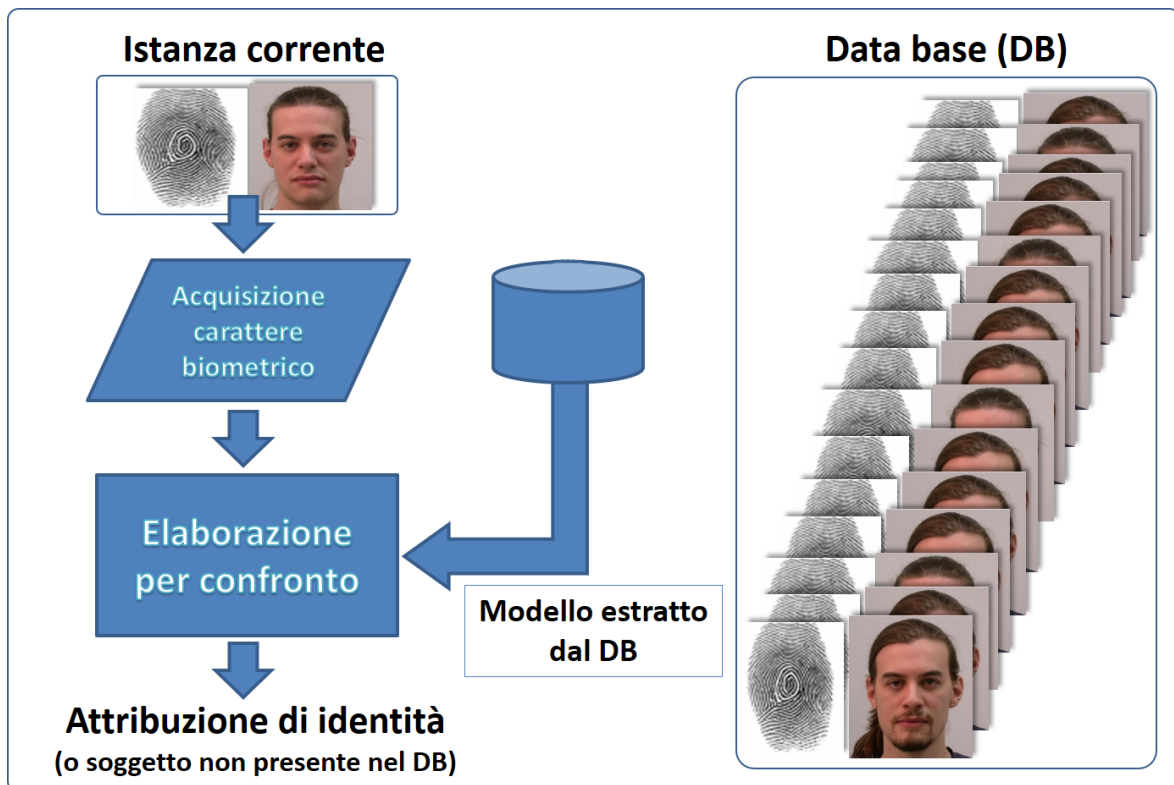 Istanza corrente
Data base (DB)
Acquisizione
carattere
biometrico
Elaborazione
per confronto
Modello estratto
dal DB
Attribuzione di identità
(o soggetto non presente nel DB)